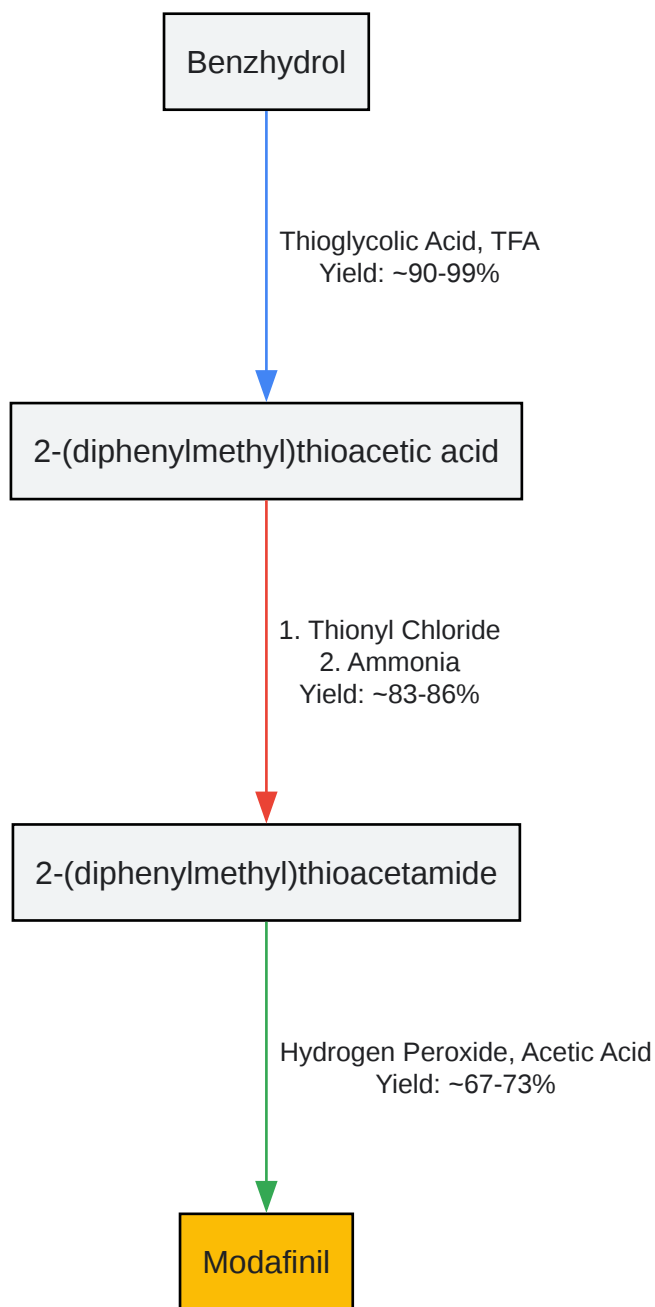 Benzhydrol
Thioglycolic Acid, TFA
Yield: ~90-99%
2-(diphenylmethyl)thioacetic acid
1. Thionyl Chloride
2. Ammonia
Yield: ~83-86%
2-(diphenylmethyl)thioacetamide
Hydrogen Peroxide, Acetic Acid
Yield: ~67-73%
Modafinil